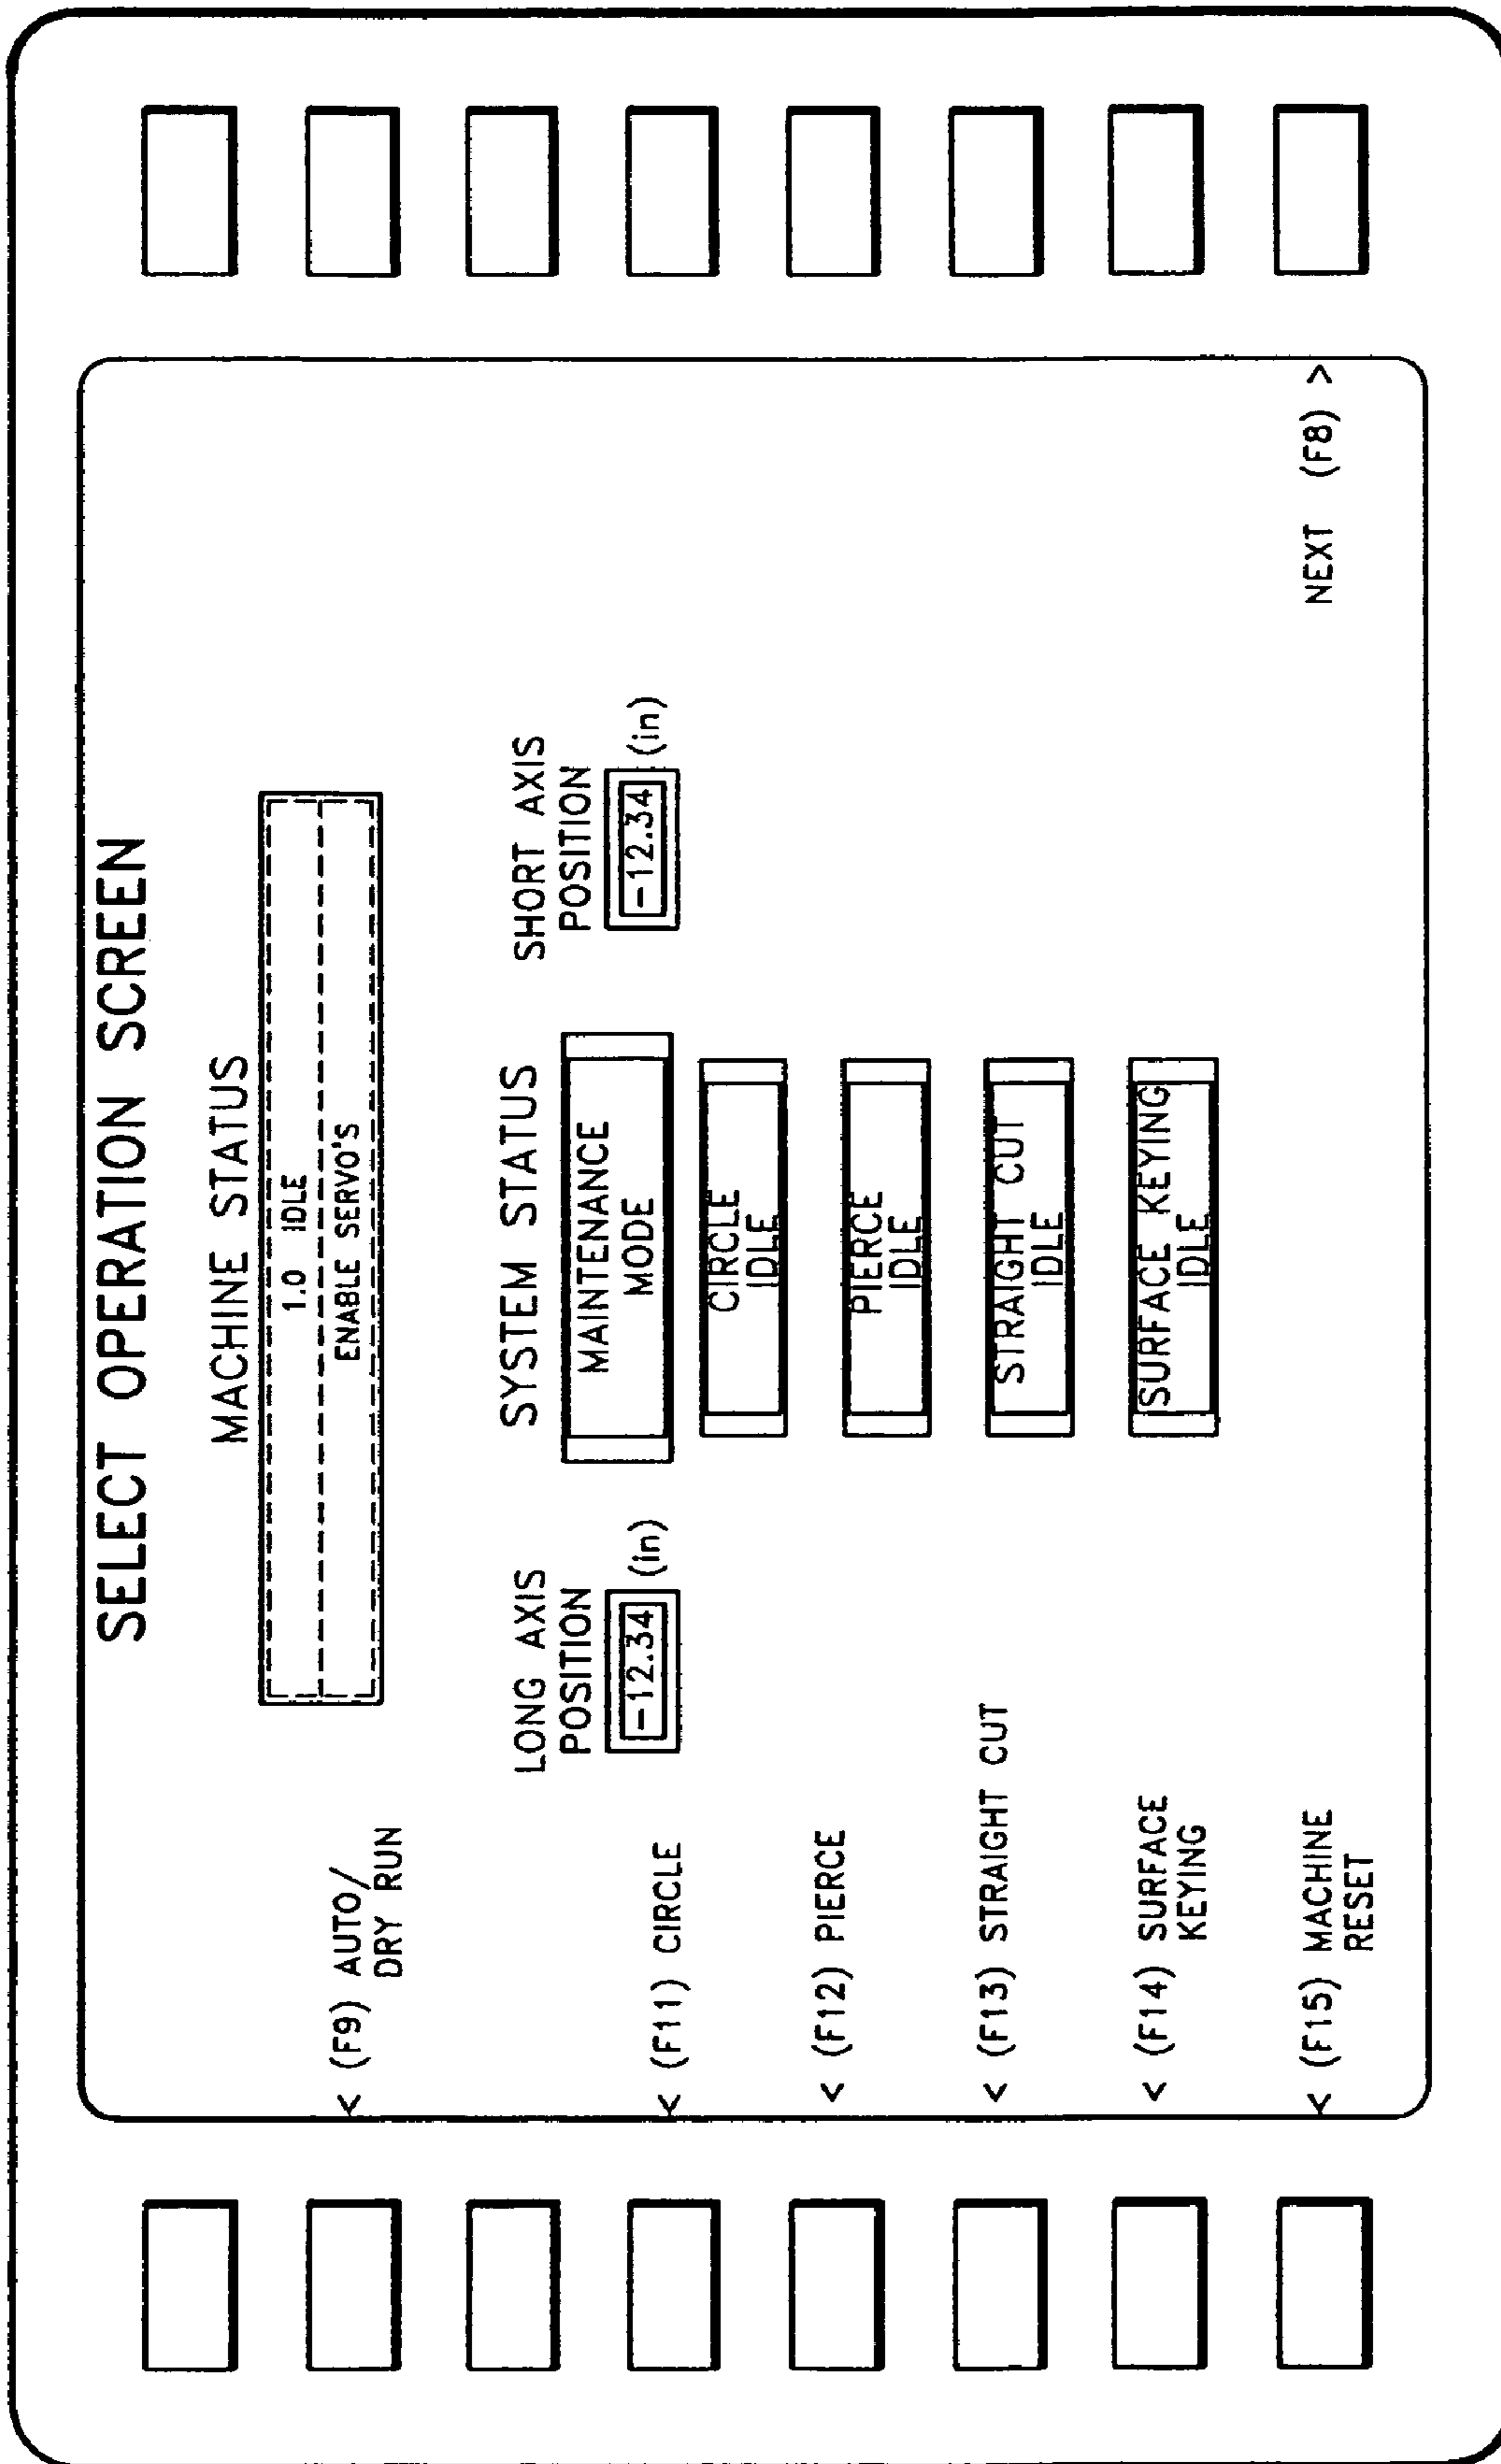 SELECT OPERATION SCREEN
MACHINE STATUS
1.0 IDLE
ENABLE SERVO'S
LONG AXIS
POSITION
-12.34 (in)
SYSTEM STATUS
MAINTENANCE
MODE
CIRCLE
IDLE
PIERCE
IDLE
STRAIGHT CUT
IDLE
SURFACE KEYING
IDLE
SHORT AXIS
POSITION
-12.34 (in)
< (F9) AUTO/
DRY RUN
< (F11) CIRCLE
< (F12) PIERCE
< (F13) STRAIGHT CUT
< (F14) SURFACE
KEYING
< (F15) MACHINE
RESET
NEXT (F8) >